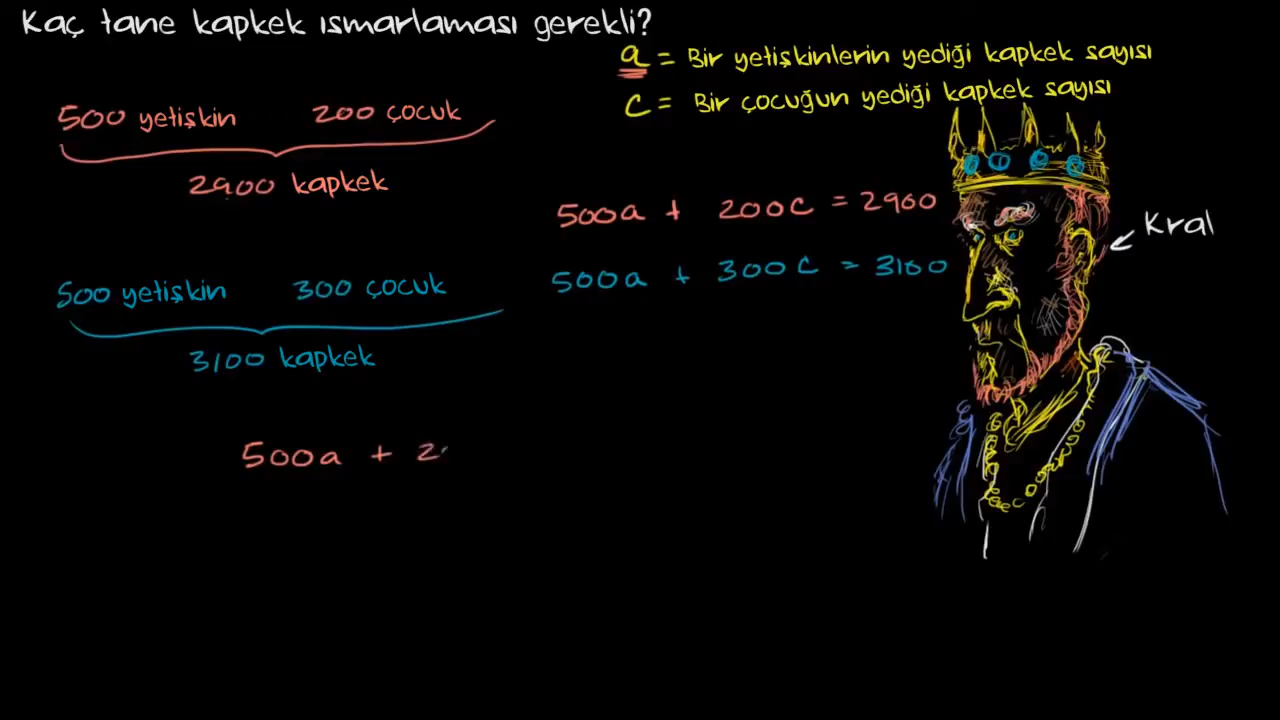 Kaç tane kapkek ısmarlaması gerekli?
a = Bir yetişkinlerin yediği kapkek sayısı
c = Bir çocuğun yediği kapkek sayısı
500 yetişkin 200 çocuk
2900 kapkek
500a + 200c = 2900
Kral
500a + 300c = 3100
500 yetişkin 300 çocuk
3100 kapkek
500a + 2